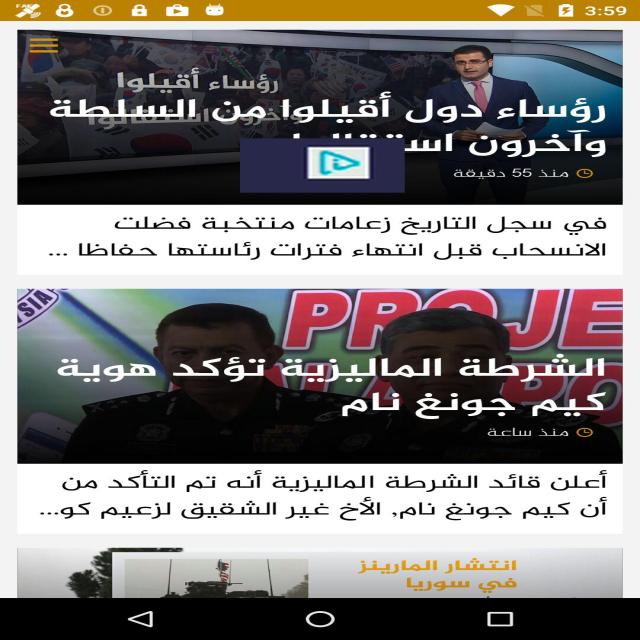 3:59
رؤساء أقيلوا
رؤساء دول أقيلوا من السلطة
وآخرون
منذ 55 دقيقة
في سجل التاريخ زعامات منتخبة فضلت
الانسحاب قبل انتهاء فترات رئاستها حفاظا ...
PROJE
الشرطة الماليزية تؤكد هوية
كيم جونغ نام
منذ ساعة
أعلن قائد الشرطة الماليزية أنه تم التأكد من
أن كيم جونغ نام, الأخ غير الشقيق لزعيم كو...
انتشار المارينز
في سوريا